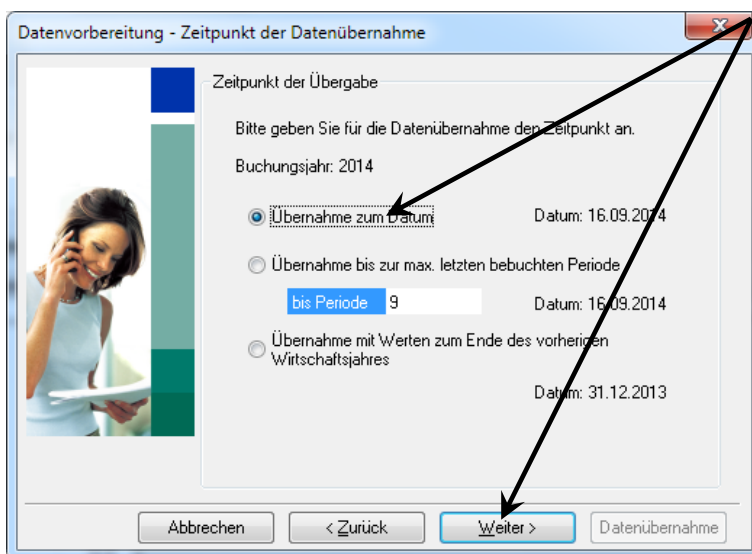 Datenvorbereitung - Zeitpunkt der Datenübernahme
Zeitpunkt der Übergabe
Bitte geben Sie für die Datenübernahme den Zeitpunkt an.
Buchungsjahr: 2014
Übernahme zum Datum Datum: 16.09.2014
Übernahme bis zur max. letzten bebuchten Periode
bis Periode 9 Datum: 16.09.2014
Übernahme mit Werten zum Ende des vorherigen
Wirtschaftsjahres
Datum: 31.12.2013
Abbrechen < Zurück Weiter > Datenübernahme